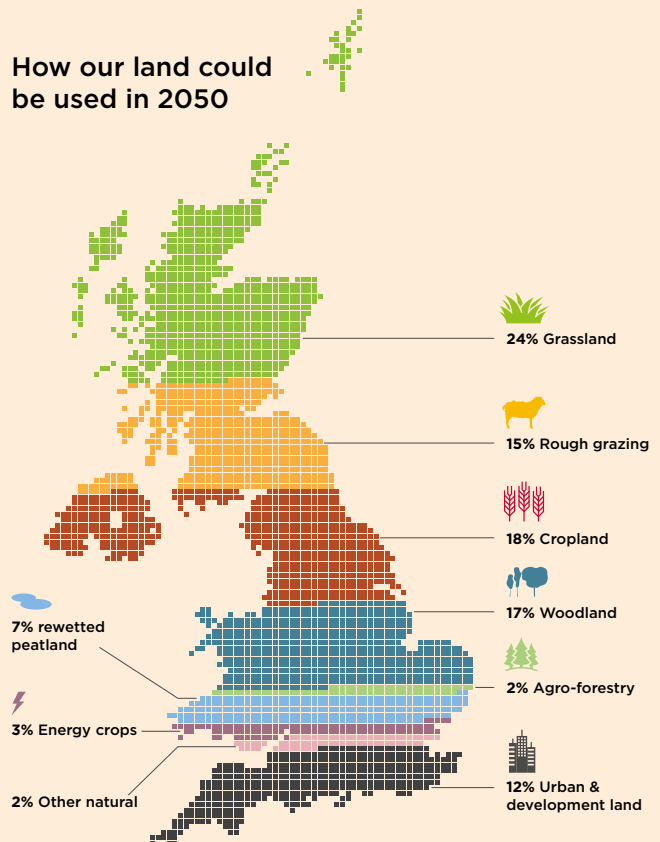 How our land could
be used in 2050
24% Grassland
15% Rough grazing
18% Cropland
17% Woodland
7% rewetted
peatland
2% Agro-forestry
3% Energy crops
2% Other natural
12% Urban &
development land